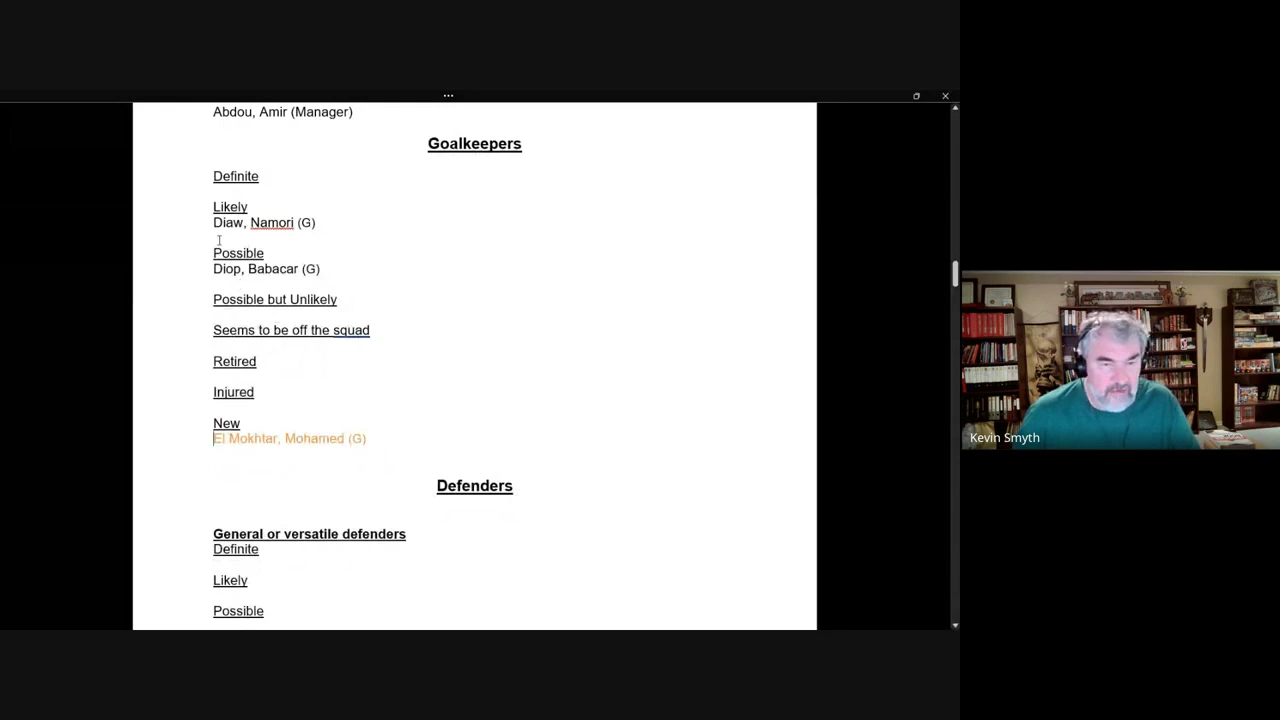 Abdou, Amir (Manager)
Goalkeepers
Definite
Likely
Diaw, Namori (G)
Possible
Diop, Babacar (G)
Possible but Unlikely
Seems to be off the squad
Retired
Injured
New
El Mokhtar, Mohamed (G)
Defenders
General or versatile defenders
Definite
Likely
Possible
Kevin Smyth